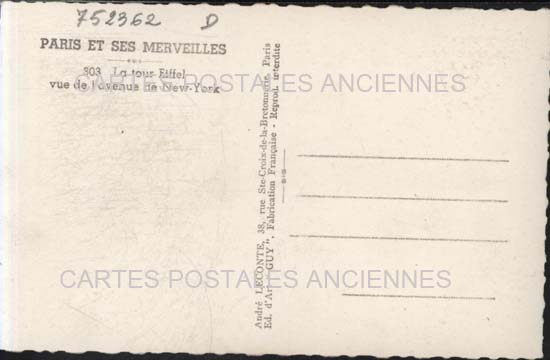 752362 D
PARIS ET SES MERVEILLES
303 La tour Eiffel
vue de l'avenue de New-York
CARTES POSTALES ANCIENNES
André LECONTE, 38, rue Ste-Croix-de-la-Bretonnerie, Paris
Ed. d'Art "GUY", Fabrication Française - Reprod. interdite
CARTES POSTALES ANCIENNES